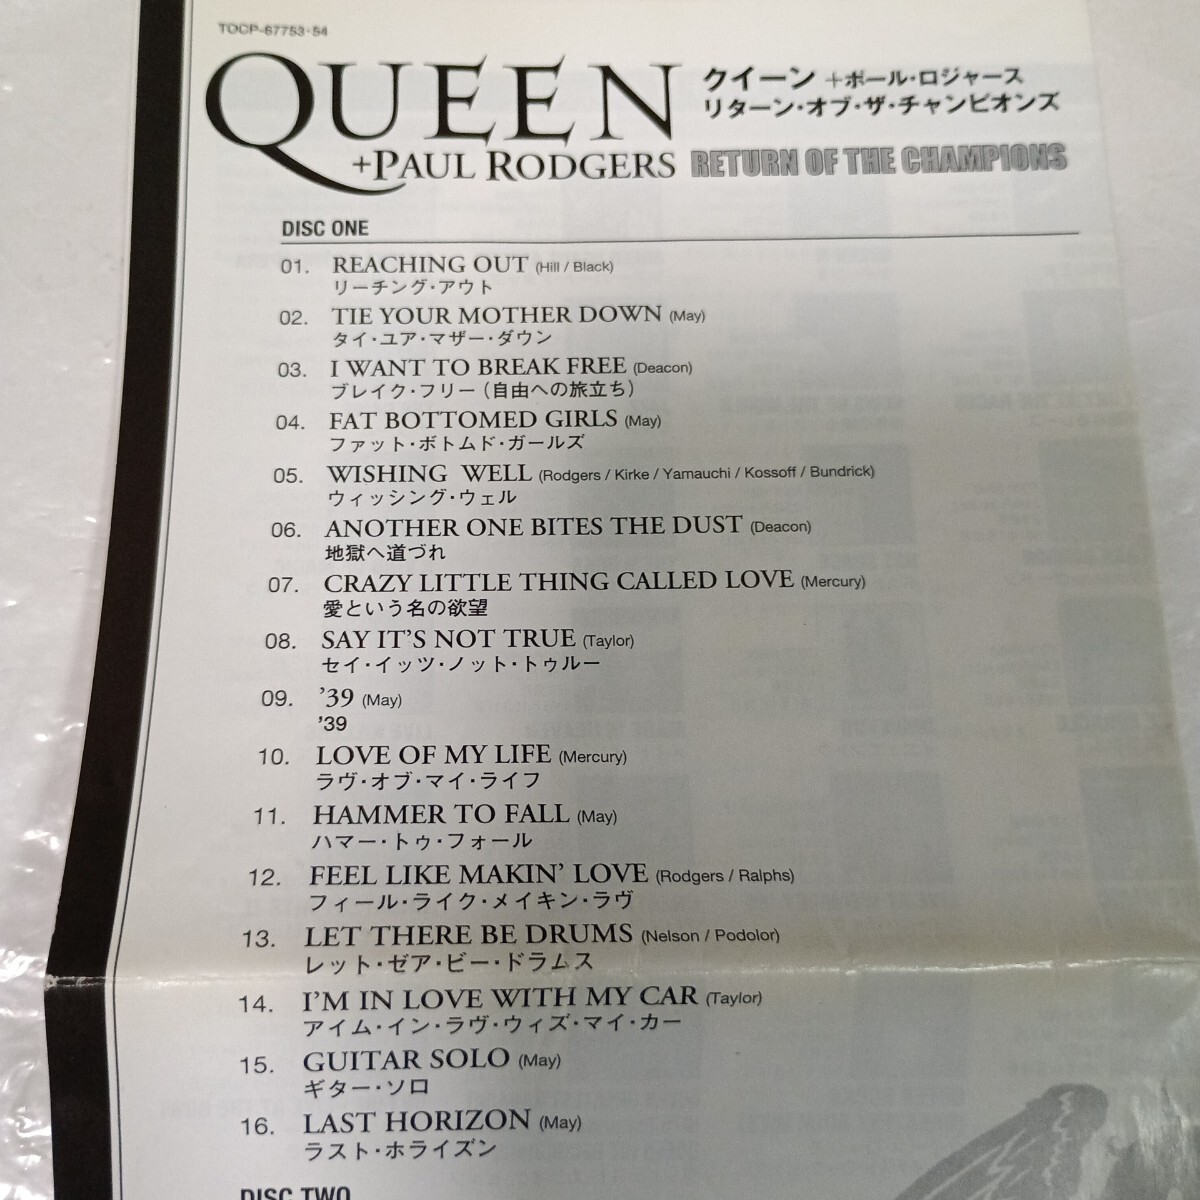 TOCP-67753·54
QUEEN
+PAUL RODGERS
クイーン +ポール・ロジャース
リターン・オブ・ザ・チャンピオンズ
RETURN OF THE CHAMPIONS
DISC ONE
01. REACHING OUT (Hill / Black)
リーチング・アウト
02. TIE YOUR MOTHER DOWN (May)
タイ・ユア・マザー・ダウン
03. I WANT TO BREAK FREE (Deacon)
ブレイク・フリー（自由への旅立ち）
04. FAT BOTTOMED GIRLS (May)
ファット・ボトムド・ガールズ
05. WISHING WELL (Rodgers / Kirke / Yamauchi / Kossoff / Bundrick)
ウィッシング・ウェル
06. ANOTHER ONE BITES THE DUST (Deacon)
地獄へ道づれ
07. CRAZY LITTLE THING CALLED LOVE (Mercury)
愛という名の欲望
08. SAY IT'S NOT TRUE (Taylor)
セイ・イッツ・ノット・トゥルー
09. '39 (May)
'39
10. LOVE OF MY LIFE (Mercury)
ラヴ・オブ・マイ・ライフ
11. HAMMER TO FALL (May)
ハマー・トゥ・フォール
12. FEEL LIKE MAKIN' LOVE (Rodgers / Ralphs)
フィール・ライク・メイキン・ラヴ
13. LET THERE BE DRUMS (Nelson / Podolor)
レット・ゼア・ビー・ドラムス
14. I'M IN LOVE WITH MY CAR (Taylor)
アイム・イン・ラヴ・ウィズ・マイ・カー
15. GUITAR SOLO (May)
ギター・ソロ
16. LAST HORIZON (May)
ラスト・ホライズン
DISC TWO